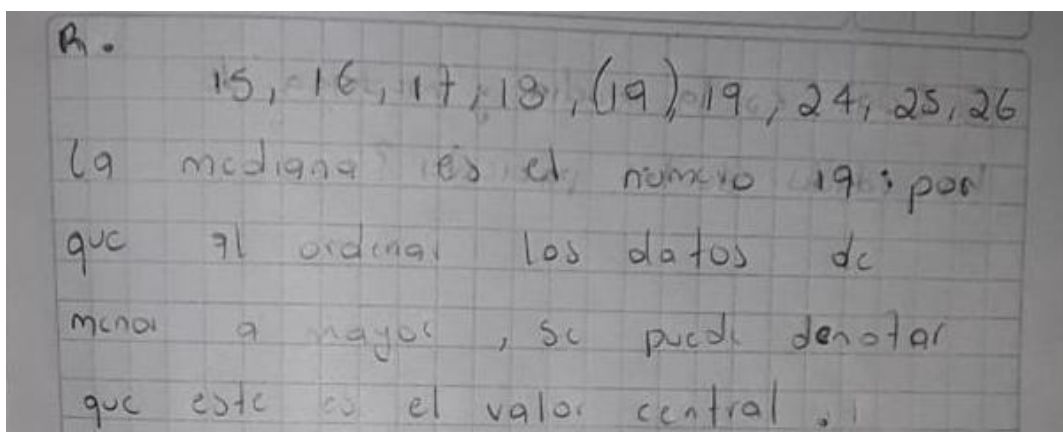 R.
15, 16, 17, 18, (19), 19, 24, 25, 26
la mediana es el numero 19; por
que al ordenar los datos de
menor a mayor, se puede denotar
que este es el valor central.